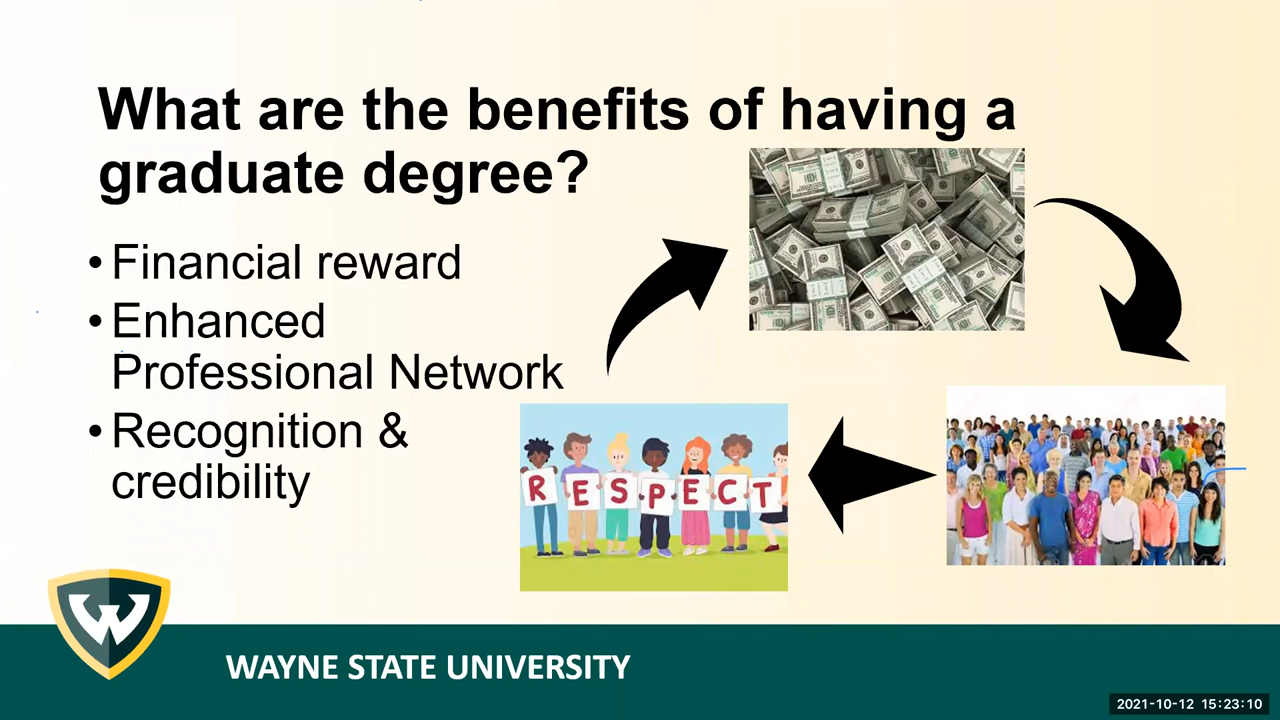 What are the benefits of having a
graduate degree?
• Financial reward
• Enhanced
Professional Network
• Recognition &
credibility
RESPECT
W
WAYNE STATE UNIVERSITY
2021-10-12 15:23:10